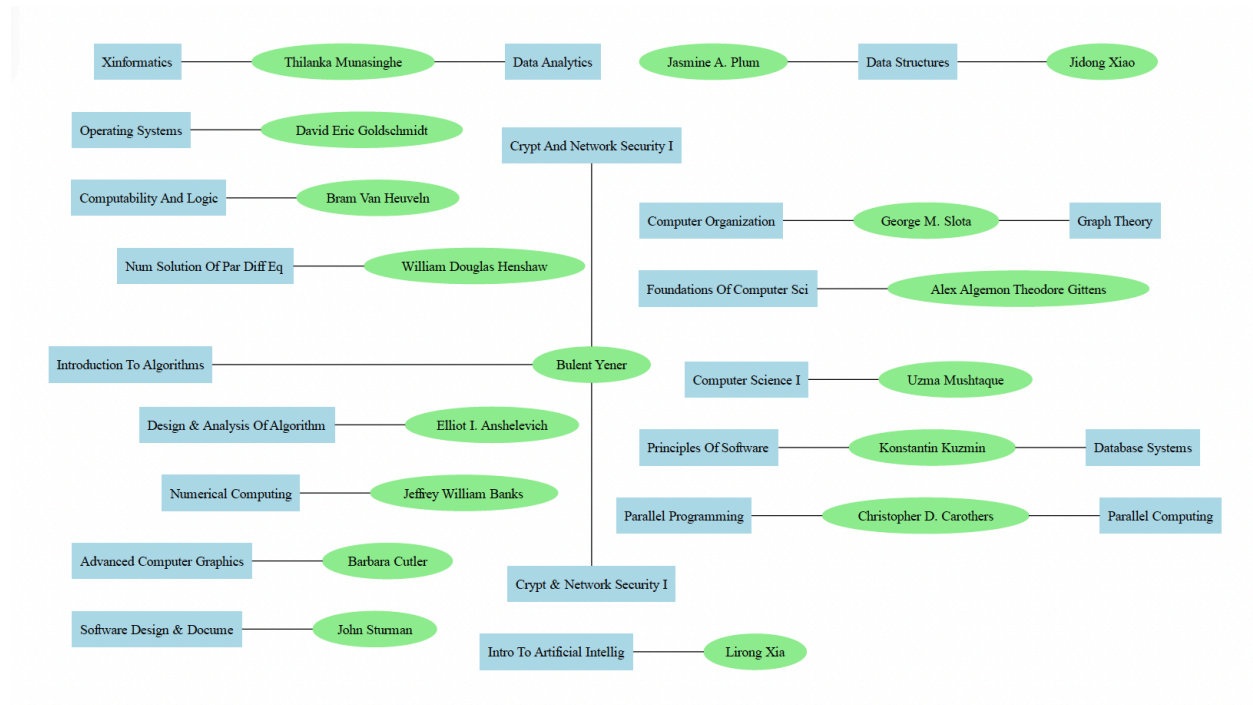 Xinformatics
Thilanka Munasinghe
Data Analytics
Jasmine A. Plum
Data Structures
Jidong Xiao
Operating Systems
David Eric Goldschmidt
Crypt And Network Security I
Computability And Logic
Bram Van Heuveln
Computer Organization
George M. Slota
Graph Theory
Num Solution Of Par Diff Eq
William Douglas Henshaw
Foundations Of Computer Sci
Alex Algernon Theodore Gittens
Introduction To Algorithms
Bulent Yener
Computer Science I
Uzma Mushtaque
Design & Analysis Of Algorithm
Elliot I. Anshelevich
Principles Of Software
Konstantin Kuzmin
Database Systems
Numerical Computing
Jeffrey William Banks
Parallel Programming
Christopher D. Carothers
Parallel Computing
Advanced Computer Graphics
Barbara Cutler
Crypt & Network Security I
Software Design & Docume
John Sturman
Intro To Artificial Intellig
Lirong Xia